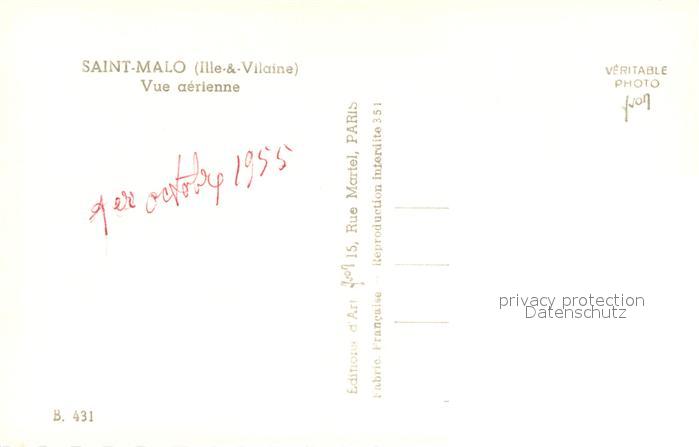 SAINT-MALO (Ille-&-Vilaine)
Vue aérienne
1er octobre 1955
B. 431
Editions d'Art yvon 15, Rue Martel, PARIS
Fabric. Française - Reproduction interdite 351
VÉRITABLE
PHOTO
yvon
privacy protection
Datenschutz